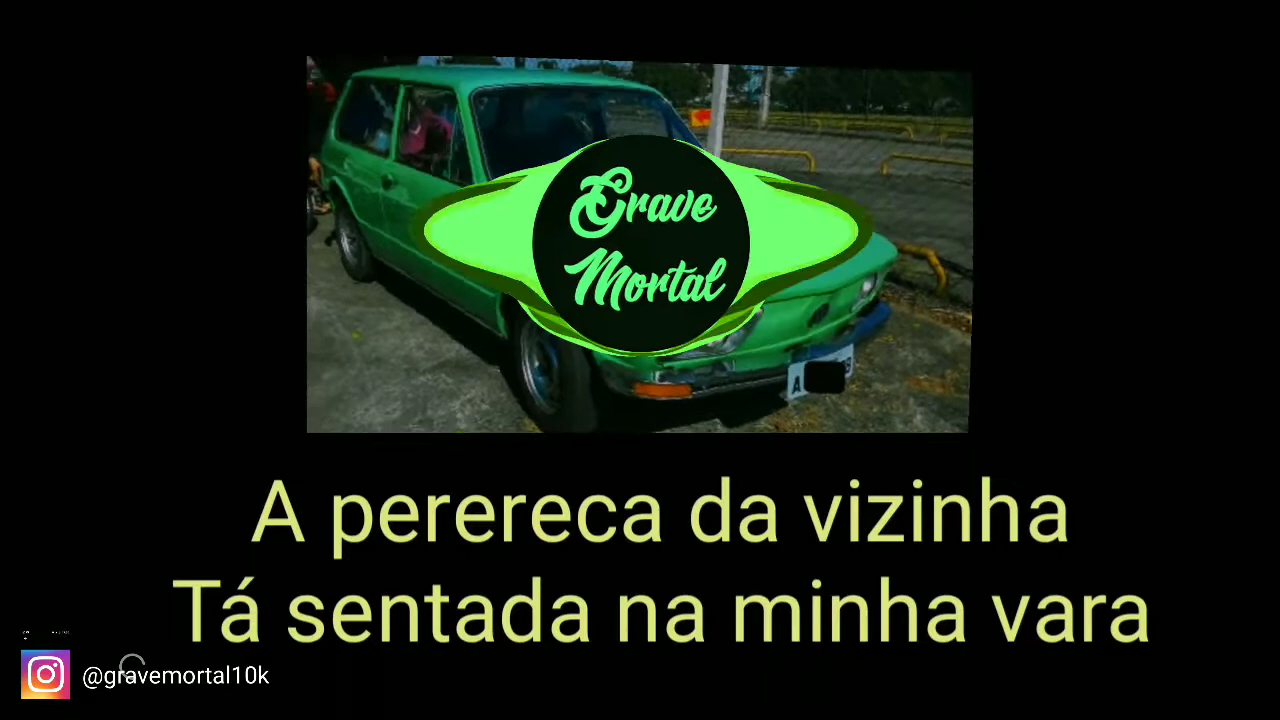 Grave
Mortal
A
A perereca da vizinha
Tá sentada na minha vara
@gravemortal10k